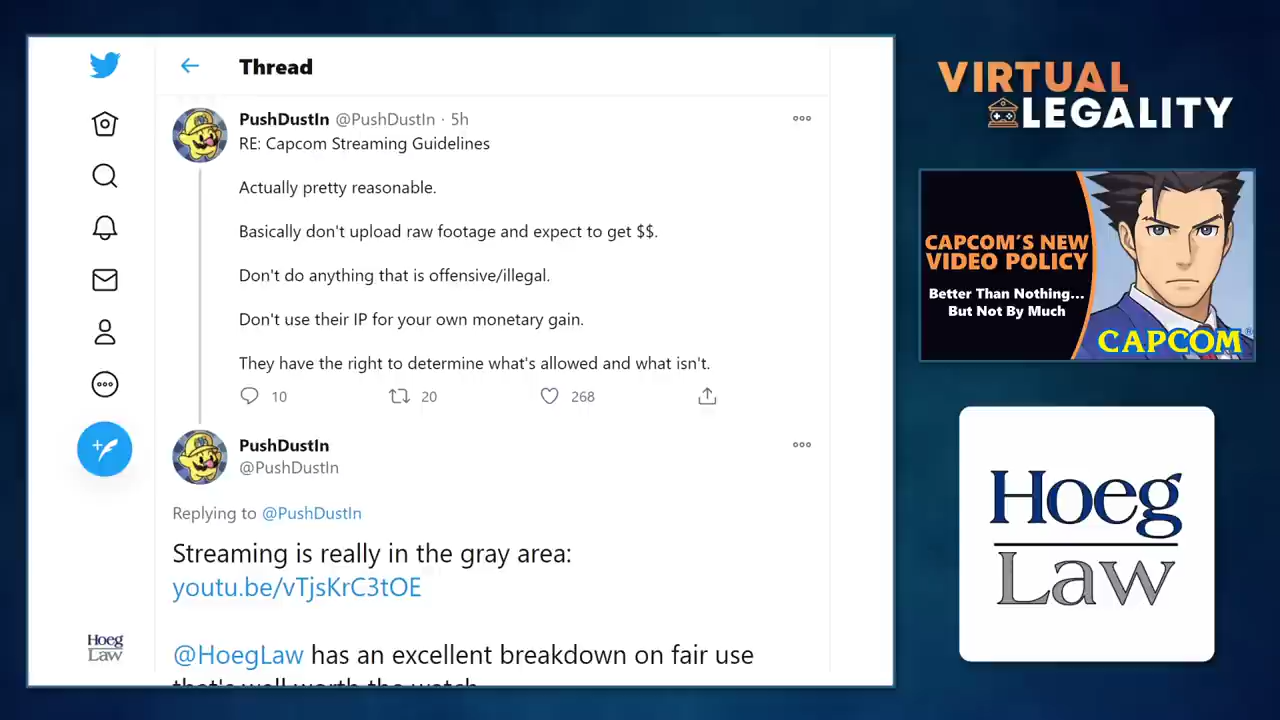 Thread
PushDustIn @PushDustIn · 5h
RE: Capcom Streaming Guidelines
Actually pretty reasonable.
Basically don't upload raw footage and expect to get $$.
Don't do anything that is offensive/illegal.
Don't use their IP for your own monetary gain.
They have the right to determine what's allowed and what isn't.
10 20 268
PushDustIn
@PushDustIn
Replying to @PushDustIn
Streaming is really in the gray area:
youtu.be/vTjsKrC3tOE
@HoegLaw has an excellent breakdown on fair use
that's well worth the watch
Hoeg
Law
VIRTUAL
LEGALITY
CAPCOM'S NEW
VIDEO POLICY
Better Than Nothing...
But Not By Much
CAPCOM®
Hoeg
Law